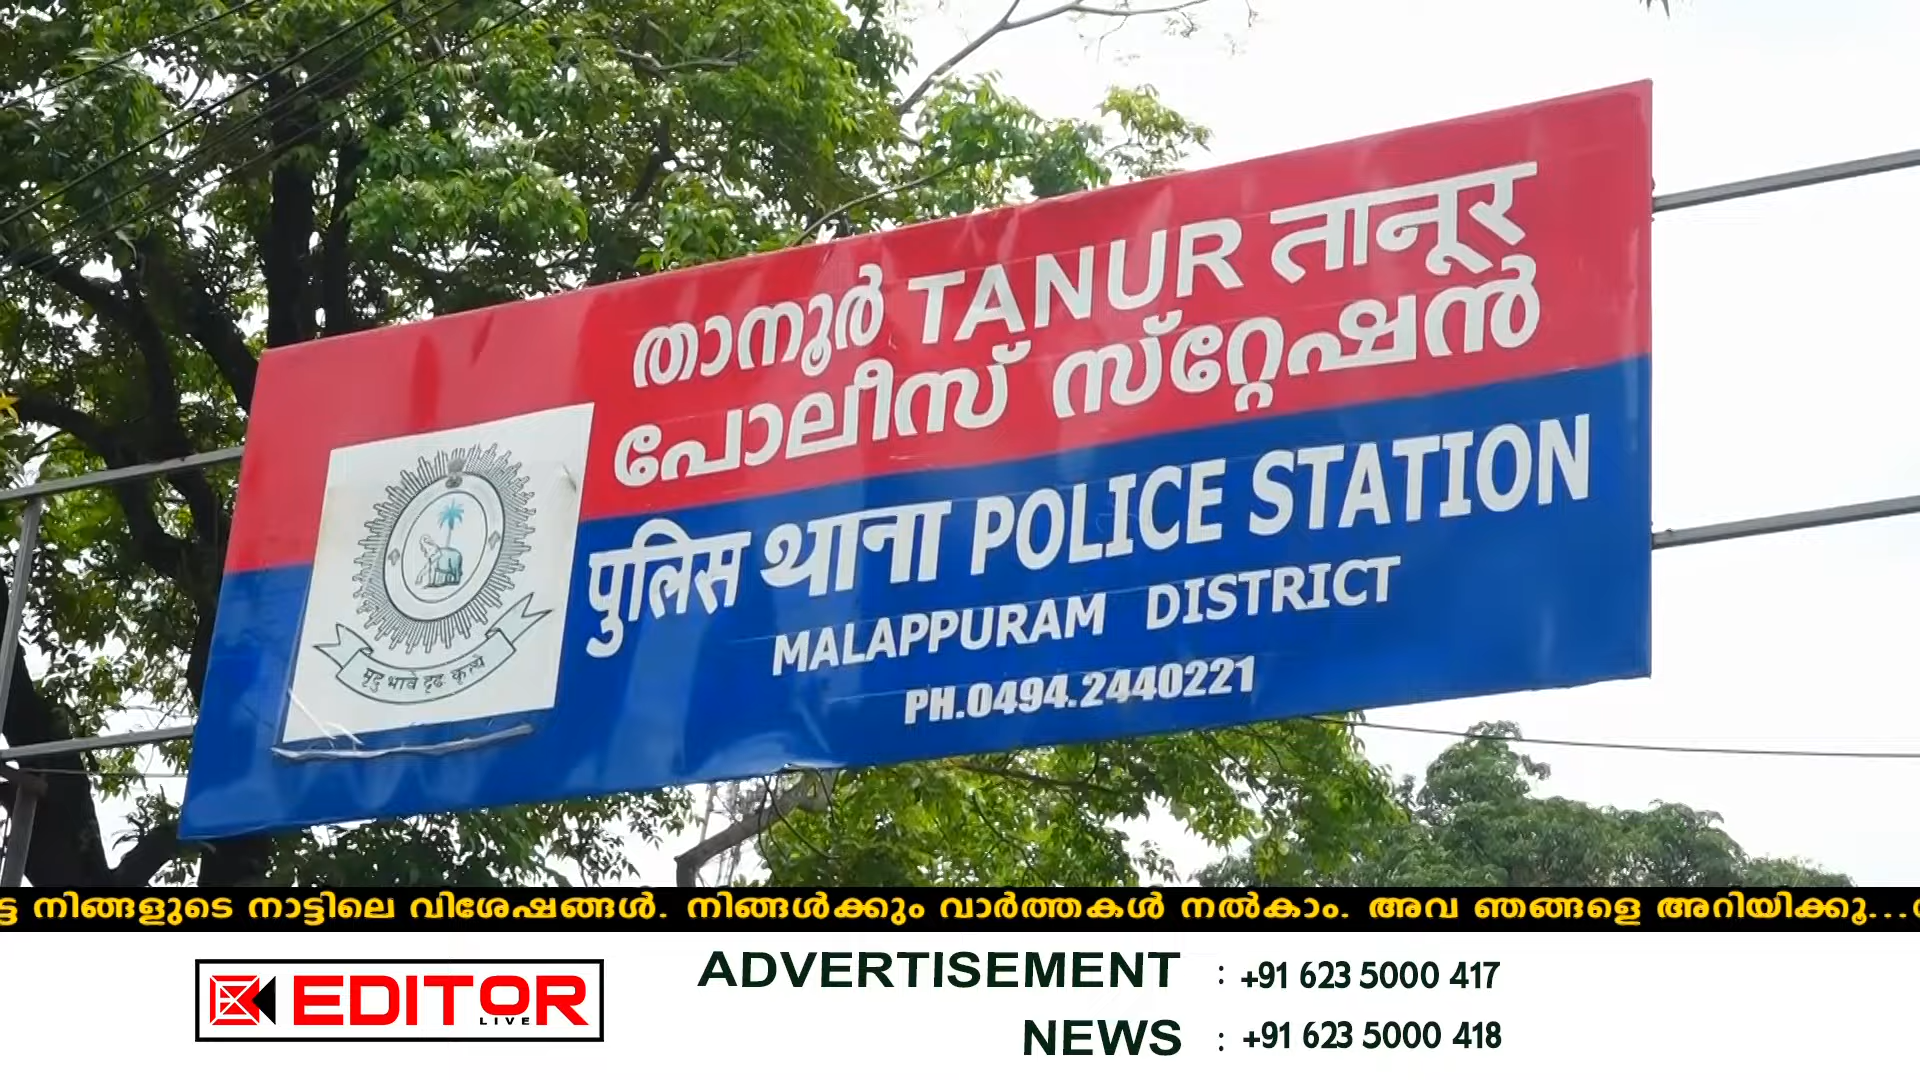 താനൂർ TANUR तानूर
പോലീസ് സ്റ്റേഷൻ
पुलिस थाना POLICE STATION
MALAPPURAM DISTRICT
PH.0494.2440221
मृदु भावे दृढ कृत्ये
നിങ്ങളുടെ നാട്ടിലെ വിശേഷങ്ങൾ. നിങ്ങൾക്കും വാർത്തകൾ നൽകാം. അവ ഞങ്ങളെ അറിയിക്കൂ...
EDITOR
LIVE
ADVERTISEMENT : +91 623 5000 417
NEWS : +91 623 5000 418